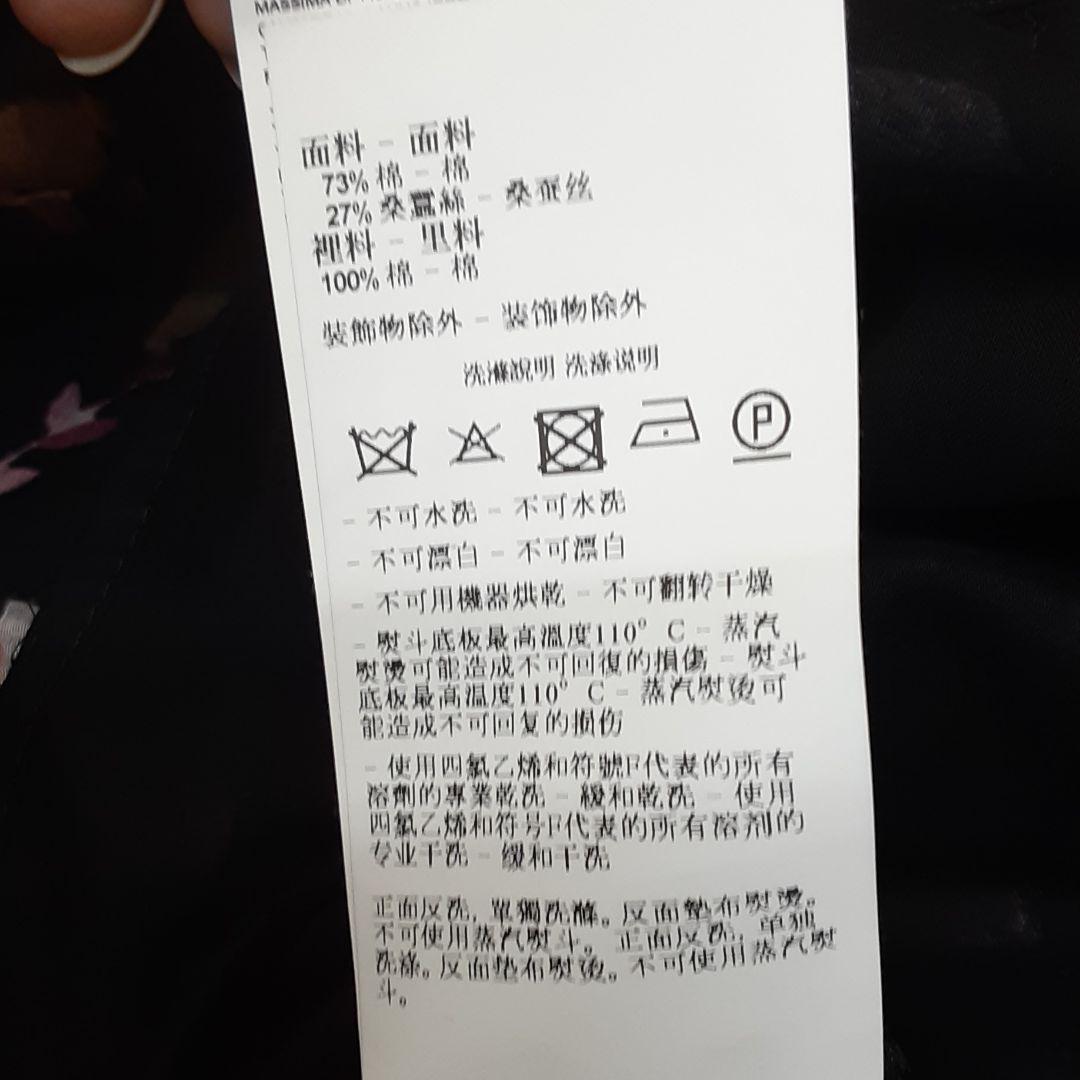 面料 - 面料
73% 棉 - 棉
27% 桑蠶絲 - 桑蚕丝
裡料 - 里料
100% 棉 - 棉
裝飾物除外 - 装饰物除外
洗滌說明 洗涤说明
P
- 不可水洗 - 不可水洗
- 不可漂白 - 不可漂白
- 不可用機器烘乾 - 不可翻转干燥
- 熨斗底板最高溫度110° C - 蒸汽
熨燙可能造成不可回復的損傷 - 熨斗
底板最高温度110° C - 蒸汽熨烫可
能造成不可回复的损伤
- 使用四氯乙烯和符號F代表的所有
溶劑的專業乾洗 - 緩和乾洗 - 使用
四氯乙烯和符号F代表的所有溶剂的
专业干洗 - 缓和干洗
正面反洗, 單獨洗滌。反面墊布熨燙。
不可使用蒸汽熨斗。 正面反洗, 单独
洗涤。反面垫布熨烫。不可使用蒸汽熨
斗。